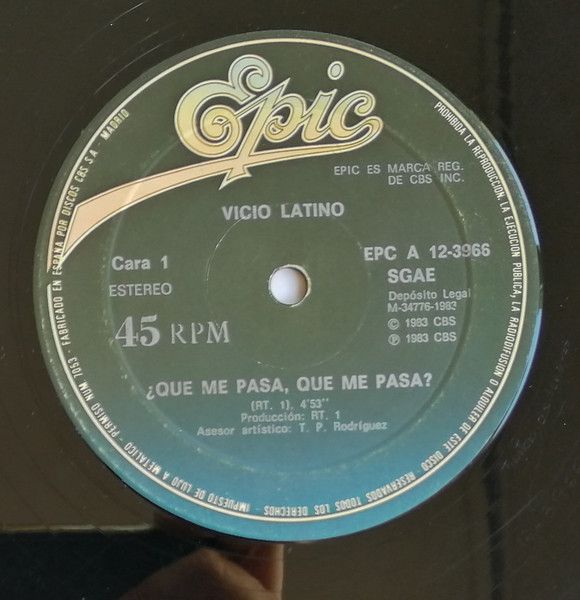 Epic
EPIC ES MARCA REG.
DE CBS INC.
VICIO LATINO
Cara 1
ESTEREO
45 RPM
EPC A 12-3966
SGAE
Depósito Legal
M-34776-1983
© 1983 CBS
℗ 1983 CBS
¿QUE ME PASA, QUE ME PASA?
(RT. 1), 4'53''
Producción: RT. 1
Asesor artístico: T. P. Rodríguez
PROHIBIDA LA REPRODUCCION, LA EJECUCION PUBLICA, LA RADIODIFUSION O ALQUILER DE ESTE DISCO. RESERVADOS TODOS LOS DERECHOS
IMPUESTO DE LUJO A METALICO - PERMISO NUM 7053 - FABRICADO EN ESPAÑA POR DISCOS CBS S.A. - MADRID